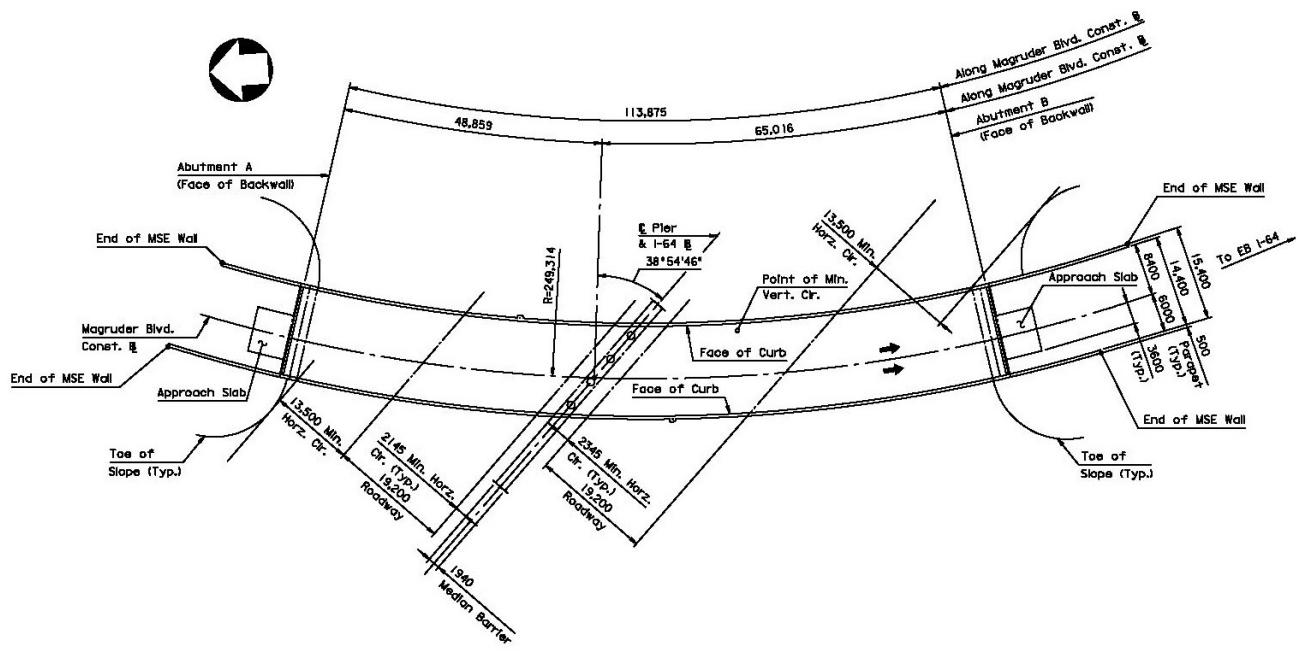 Along Magruder Blvd. Const. ℄
Along Magruder Blvd. Const. ℄
113,875
48,859
65,016
Abutment B
(Face of Backwall)
Abutment A
(Face of Backwall)
End of MSE Wall
End of MSE Wall
℄ Pier
& I-64 ℄
38°54'46"
13,500 Min.
Horz. Clr.
To EB I-64
R=249,314
Point of Min.
Vert. Clr.
Approach Slab
8400
14,400
15,400
6000
Magruder Blvd.
Const. ℄
Face of Curb
3600
(Typ.)
500
Parapet
(Typ.)
End of MSE Wall
Approach Slab
Face of Curb
End of MSE Wall
13,500 Min.
Horz. Clr.
2145 Min. Horz.
Clr. (Typ.)
19,200
Roadway
2345 Min. Horz.
Clr. (Typ.)
19,200
Roadway
Toe of
Slope (Typ.)
Toe of
Slope (Typ.)
1940
Median Barrier